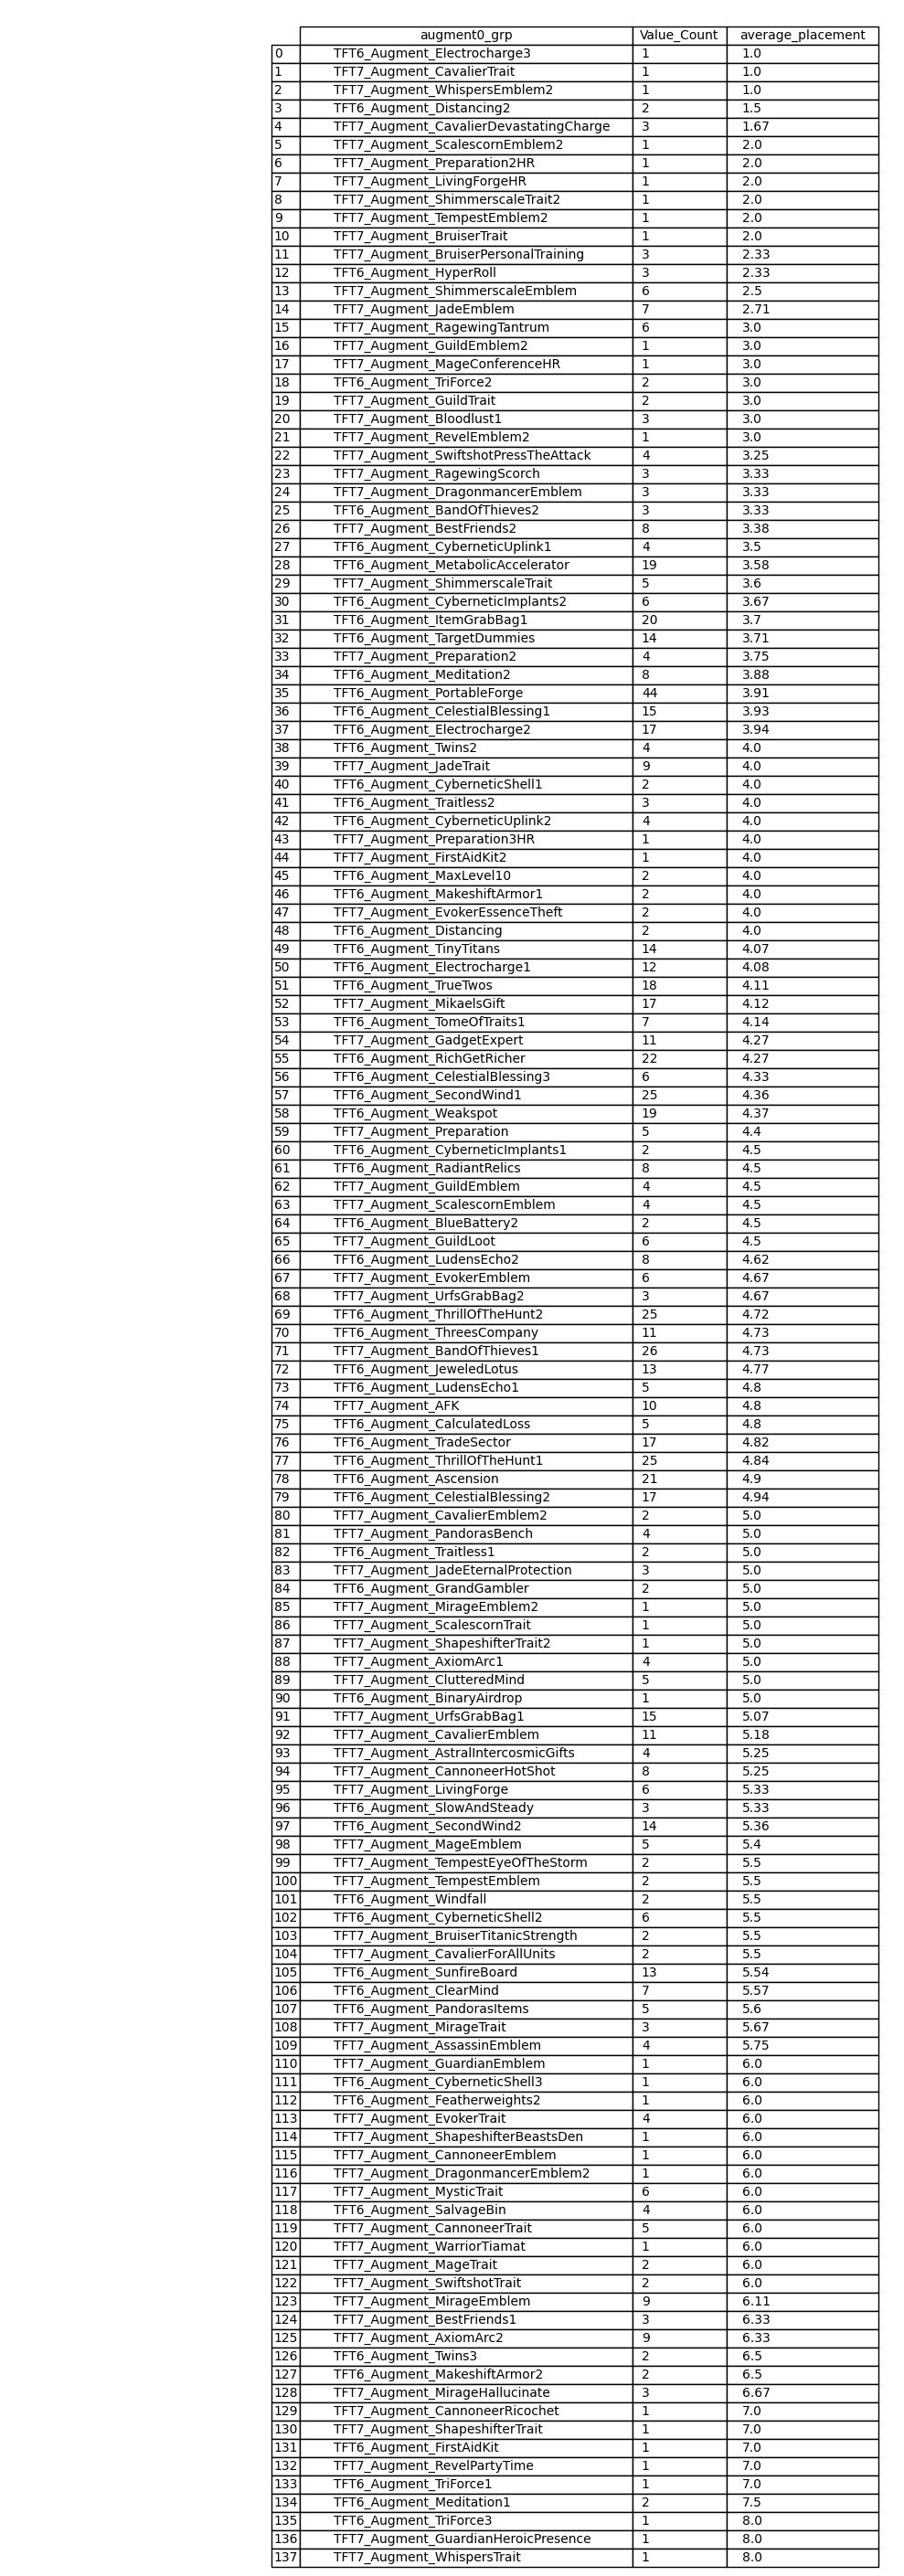 augment0_grp Value_Count average_placement
0 TFT6_Augment_Electrocharge3 1 1.0
1 TFT7_Augment_CavalierTrait 1 1.0
2 TFT7_Augment_WhispersEmblem2 1 1.0
3 TFT6_Augment_Distancing2 2 1.5
4 TFT7_Augment_CavalierDevastatingCharge 3 1.67
5 TFT7_Augment_ScalescornEmblem2 1 2.0
6 TFT7_Augment_Preparation2HR 1 2.0
7 TFT7_Augment_LivingForgeHR 1 2.0
8 TFT7_Augment_ShimmerscaleTrait2 1 2.0
9 TFT7_Augment_TempestEmblem2 1 2.0
10 TFT7_Augment_BruiserTrait 1 2.0
11 TFT7_Augment_BruiserPersonalTraining 3 2.33
12 TFT6_Augment_HyperRoll 3 2.33
13 TFT7_Augment_ShimmerscaleEmblem 6 2.5
14 TFT7_Augment_JadeEmblem 7 2.71
15 TFT7_Augment_RagewingTantrum 6 3.0
16 TFT7_Augment_GuildEmblem2 1 3.0
17 TFT7_Augment_MageConferenceHR 1 3.0
18 TFT6_Augment_TriForce2 2 3.0
19 TFT7_Augment_GuildTrait 2 3.0
20 TFT7_Augment_Bloodlust1 3 3.0
21 TFT7_Augment_RevelEmblem2 1 3.0
22 TFT7_Augment_SwiftshotPressTheAttack 4 3.25
23 TFT7_Augment_RagewingScorch 3 3.33
24 TFT7_Augment_DragonmancerEmblem 3 3.33
25 TFT6_Augment_BandOfThieves2 3 3.33
26 TFT7_Augment_BestFriends2 8 3.38
27 TFT6_Augment_CyberneticUplink1 4 3.5
28 TFT6_Augment_MetabolicAccelerator 19 3.58
29 TFT7_Augment_ShimmerscaleTrait 5 3.6
30 TFT6_Augment_CyberneticImplants2 6 3.67
31 TFT6_Augment_ItemGrabBag1 20 3.7
32 TFT6_Augment_TargetDummies 14 3.71
33 TFT7_Augment_Preparation2 4 3.75
34 TFT6_Augment_Meditation2 8 3.88
35 TFT6_Augment_PortableForge 44 3.91
36 TFT6_Augment_CelestialBlessing1 15 3.93
37 TFT6_Augment_Electrocharge2 17 3.94
38 TFT6_Augment_Twins2 4 4.0
39 TFT7_Augment_JadeTrait 9 4.0
40 TFT6_Augment_CyberneticShell1 2 4.0
41 TFT6_Augment_Traitless2 3 4.0
42 TFT6_Augment_CyberneticUplink2 4 4.0
43 TFT7_Augment_Preparation3HR 1 4.0
44 TFT7_Augment_FirstAidKit2 1 4.0
45 TFT6_Augment_MaxLevel10 2 4.0
46 TFT6_Augment_MakeshiftArmor1 2 4.0
47 TFT7_Augment_EvokerEssenceTheft 2 4.0
48 TFT6_Augment_Distancing 2 4.0
49 TFT6_Augment_TinyTitans 14 4.07
50 TFT6_Augment_Electrocharge1 12 4.08
51 TFT6_Augment_TrueTwos 18 4.11
52 TFT7_Augment_MikaelsGift 17 4.12
53 TFT6_Augment_TomeOfTraits1 7 4.14
54 TFT7_Augment_GadgetExpert 11 4.27
55 TFT6_Augment_RichGetRicher 22 4.27
56 TFT6_Augment_CelestialBlessing3 6 4.33
57 TFT6_Augment_SecondWind1 25 4.36
58 TFT6_Augment_Weakspot 19 4.37
59 TFT7_Augment_Preparation 5 4.4
60 TFT6_Augment_CyberneticImplants1 2 4.5
61 TFT6_Augment_RadiantRelics 8 4.5
62 TFT7_Augment_GuildEmblem 4 4.5
63 TFT7_Augment_ScalescornEmblem 4 4.5
64 TFT6_Augment_BlueBattery2 2 4.5
65 TFT7_Augment_GuildLoot 6 4.5
66 TFT6_Augment_LudensEcho2 8 4.62
67 TFT7_Augment_EvokerEmblem 6 4.67
68 TFT7_Augment_UrfsGrabBag2 3 4.67
69 TFT6_Augment_ThrillOfTheHunt2 25 4.72
70 TFT6_Augment_ThreesCompany 11 4.73
71 TFT7_Augment_BandOfThieves1 26 4.73
72 TFT6_Augment_JeweledLotus 13 4.77
73 TFT6_Augment_LudensEcho1 5 4.8
74 TFT7_Augment_AFK 10 4.8
75 TFT6_Augment_CalculatedLoss 5 4.8
76 TFT6_Augment_TradeSector 17 4.82
77 TFT6_Augment_ThrillOfTheHunt1 25 4.84
78 TFT6_Augment_Ascension 21 4.9
79 TFT6_Augment_CelestialBlessing2 17 4.94
80 TFT7_Augment_CavalierEmblem2 2 5.0
81 TFT7_Augment_PandorasBench 4 5.0
82 TFT6_Augment_Traitless1 2 5.0
83 TFT7_Augment_JadeEternalProtection 3 5.0
84 TFT6_Augment_GrandGambler 2 5.0
85 TFT7_Augment_MirageEmblem2 1 5.0
86 TFT7_Augment_ScalescornTrait 1 5.0
87 TFT7_Augment_ShapeshifterTrait2 1 5.0
88 TFT7_Augment_AxiomArc1 4 5.0
89 TFT7_Augment_ClutteredMind 5 5.0
90 TFT6_Augment_BinaryAirdrop 1 5.0
91 TFT7_Augment_UrfsGrabBag1 15 5.07
92 TFT7_Augment_CavalierEmblem 11 5.18
93 TFT7_Augment_AstralIntercosmicGifts 4 5.25
94 TFT7_Augment_CannoneerHotShot 8 5.25
95 TFT7_Augment_LivingForge 6 5.33
96 TFT6_Augment_SlowAndSteady 3 5.33
97 TFT6_Augment_SecondWind2 14 5.36
98 TFT7_Augment_MageEmblem 5 5.4
99 TFT7_Augment_TempestEyeOfTheStorm 2 5.5
100 TFT7_Augment_TempestEmblem 2 5.5
101 TFT6_Augment_Windfall 2 5.5
102 TFT6_Augment_CyberneticShell2 6 5.5
103 TFT7_Augment_BruiserTitanicStrength 2 5.5
104 TFT7_Augment_CavalierForAllUnits 2 5.5
105 TFT6_Augment_SunfireBoard 13 5.54
106 TFT6_Augment_ClearMind 7 5.57
107 TFT6_Augment_PandorasItems 5 5.6
108 TFT7_Augment_MirageTrait 3 5.67
109 TFT7_Augment_AssassinEmblem 4 5.75
110 TFT7_Augment_GuardianEmblem 1 6.0
111 TFT6_Augment_CyberneticShell3 1 6.0
112 TFT6_Augment_Featherweights2 1 6.0
113 TFT7_Augment_EvokerTrait 4 6.0
114 TFT7_Augment_ShapeshifterBeastsDen 1 6.0
115 TFT7_Augment_CannoneerEmblem 1 6.0
116 TFT7_Augment_DragonmancerEmblem2 1 6.0
117 TFT7_Augment_MysticTrait 6 6.0
118 TFT6_Augment_SalvageBin 4 6.0
119 TFT7_Augment_CannoneerTrait 5 6.0
120 TFT7_Augment_WarriorTiamat 1 6.0
121 TFT7_Augment_MageTrait 2 6.0
122 TFT7_Augment_SwiftshotTrait 2 6.0
123 TFT7_Augment_MirageEmblem 9 6.11
124 TFT7_Augment_BestFriends1 3 6.33
125 TFT7_Augment_AxiomArc2 9 6.33
126 TFT6_Augment_Twins3 2 6.5
127 TFT6_Augment_MakeshiftArmor2 2 6.5
128 TFT7_Augment_MirageHallucinate 3 6.67
129 TFT7_Augment_CannoneerRicochet 1 7.0
130 TFT7_Augment_ShapeshifterTrait 1 7.0
131 TFT6_Augment_FirstAidKit 1 7.0
132 TFT7_Augment_RevelPartyTime 1 7.0
133 TFT6_Augment_TriForce1 1 7.0
134 TFT6_Augment_Meditation1 2 7.5
135 TFT6_Augment_TriForce3 1 8.0
136 TFT7_Augment_GuardianHeroicPresence 1 8.0
137 TFT7_Augment_WhispersTrait 1 8.0